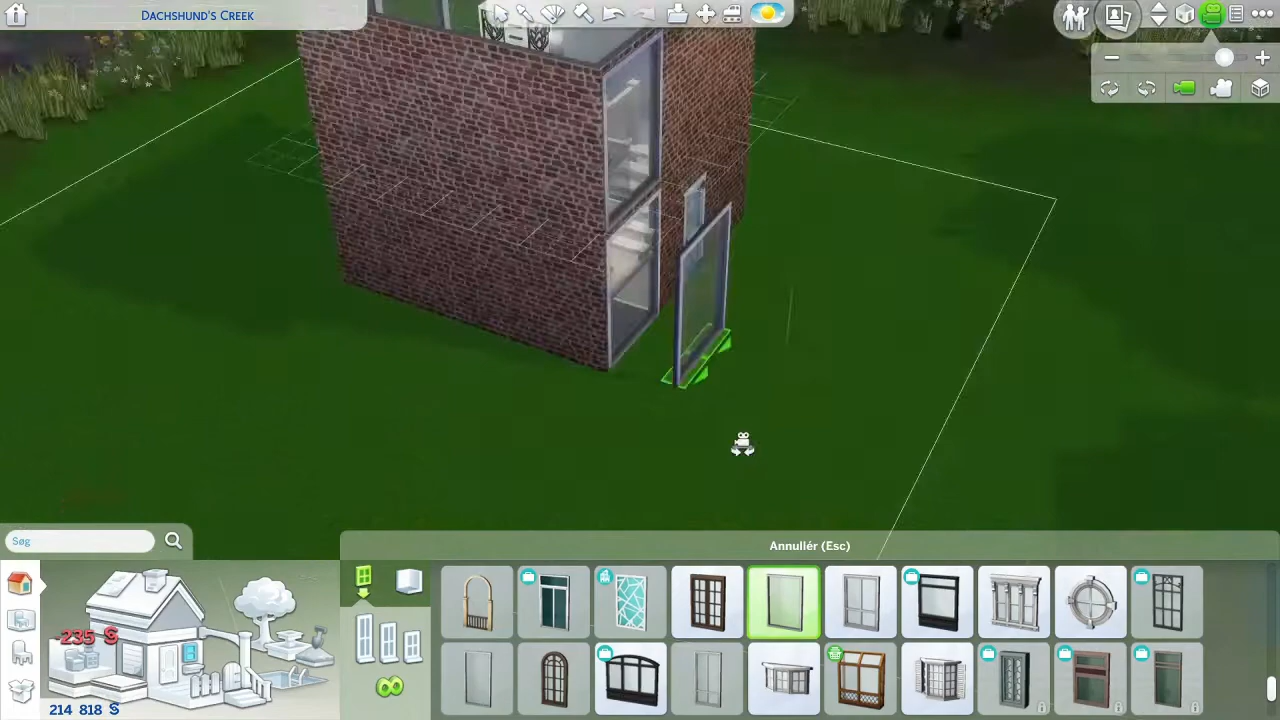 DACHSHUND'S CREEK
Søg
Annullér (Esc)
-235 §
214 818 §